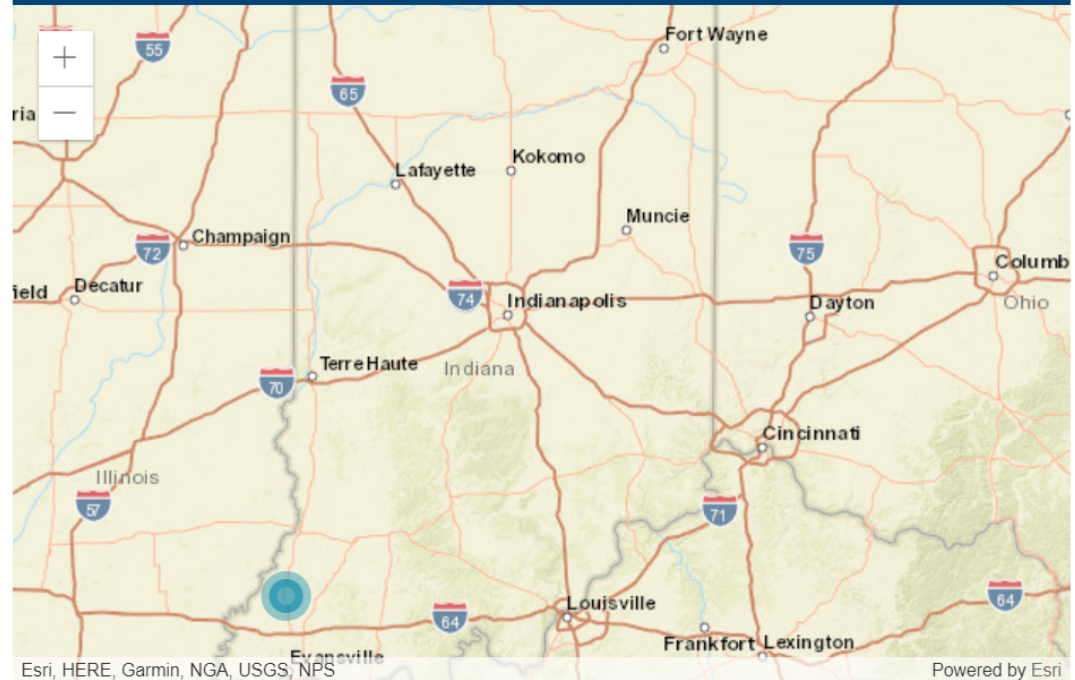 Fort Wayne
55
+
65
ria
−
Kokomo
Lafayette
Muncie
Champaign
72
75
Columb
ield
Decatur
74
Indianapolis
Dayton
Ohio
Terre Haute
Indiana
70
Cincinnati
Illinois
57
71
64
Louisville
64
Frankfort
Lexington
Evansville
Esri, HERE, Garmin, NGA, USGS, NPS
Powered by Esri